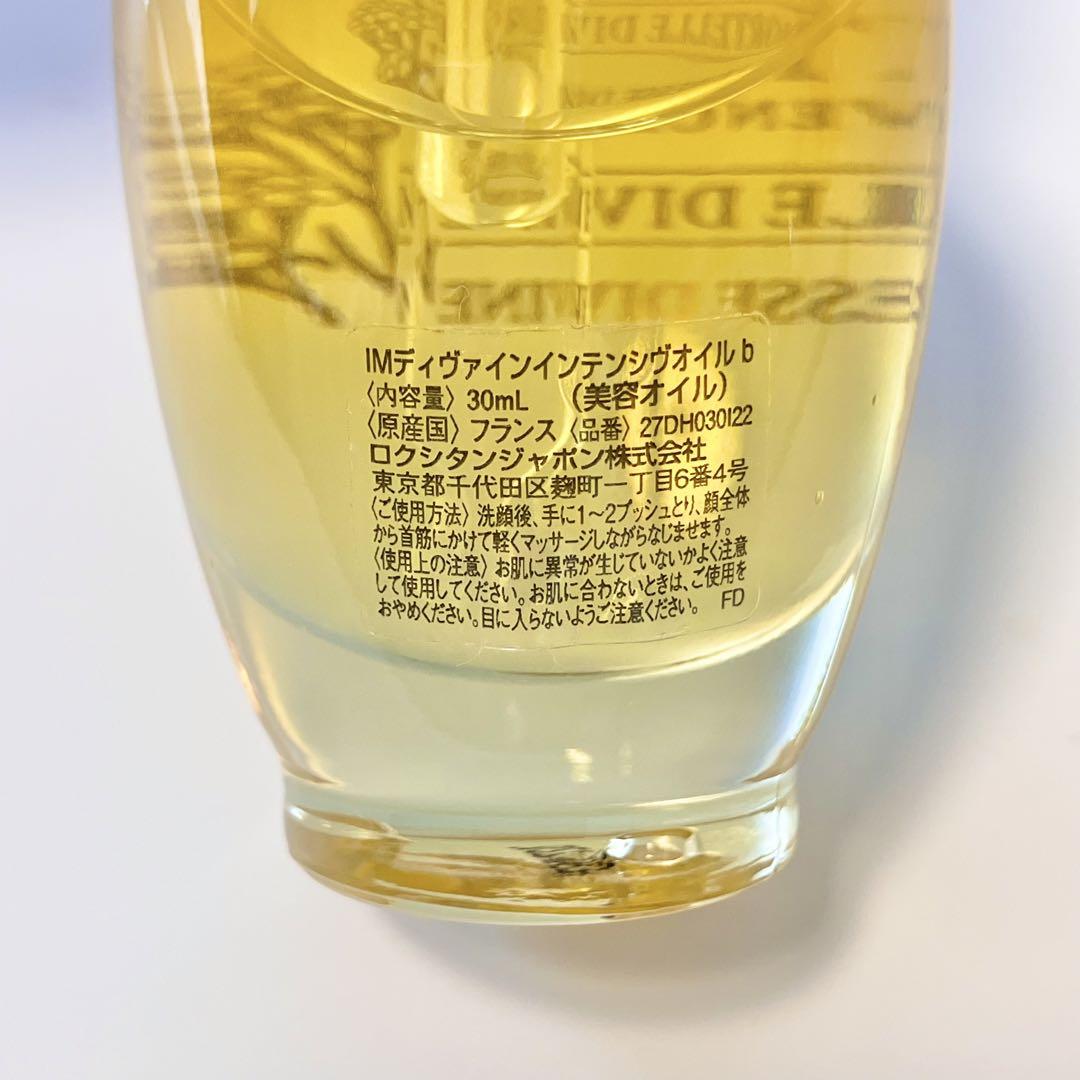 IMディヴァインインテンシヴオイル b
〈内容量〉 30mL （美容オイル）
〈原産国〉 フランス 〈品番〉 27DH030I22
ロクシタンジャポン株式会社
東京都千代田区麹町一丁目6番4号
〈ご使用方法〉 洗顔後、手に1〜2プッシュとり、顔全体
から首筋にかけて軽くマッサージしながらなじませます。
〈使用上の注意〉 お肌に異常が生じていないかよく注意
して使用してください。お肌に合わないときは、ご使用を
おやめください。目に入らないようご注意ください。 FD